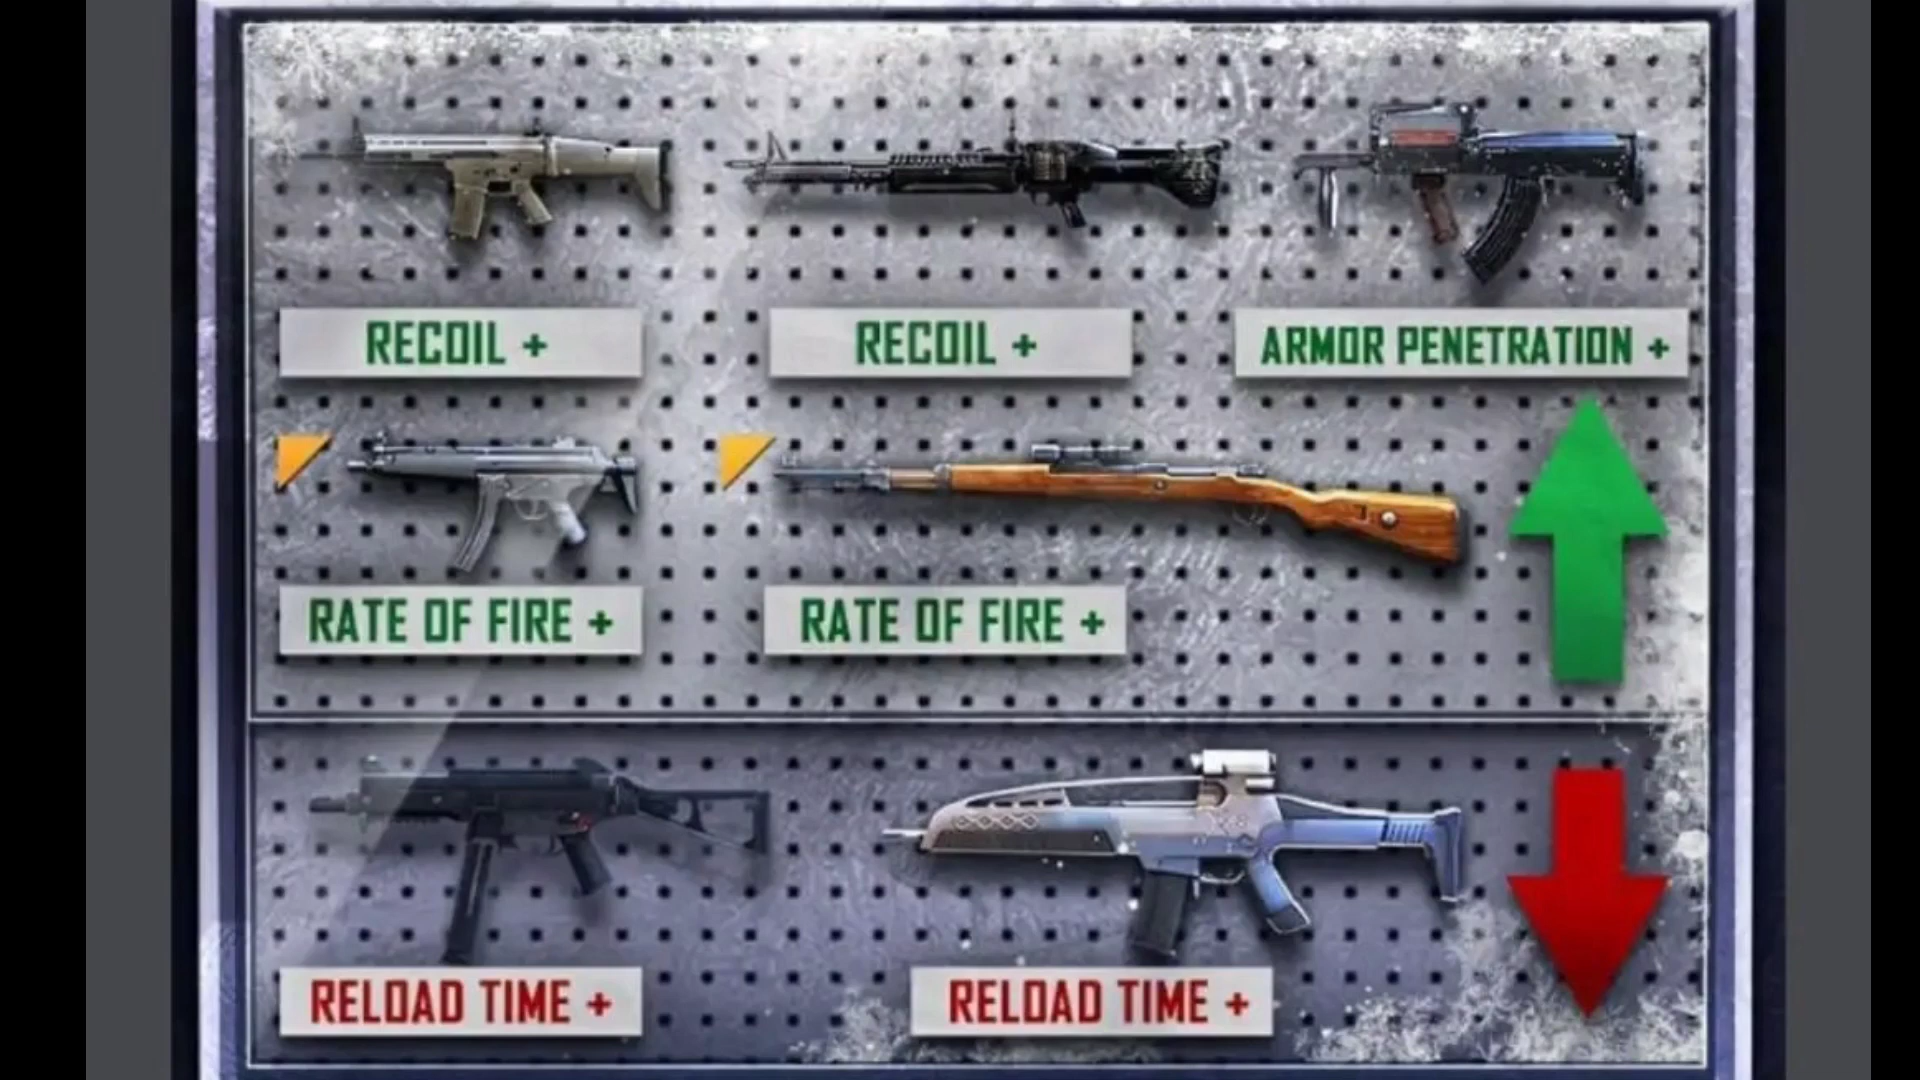 RECOIL +
RECOIL +
ARMOR PENETRATION +
RATE OF FIRE +
RATE OF FIRE +
RELOAD TIME +
RELOAD TIME +